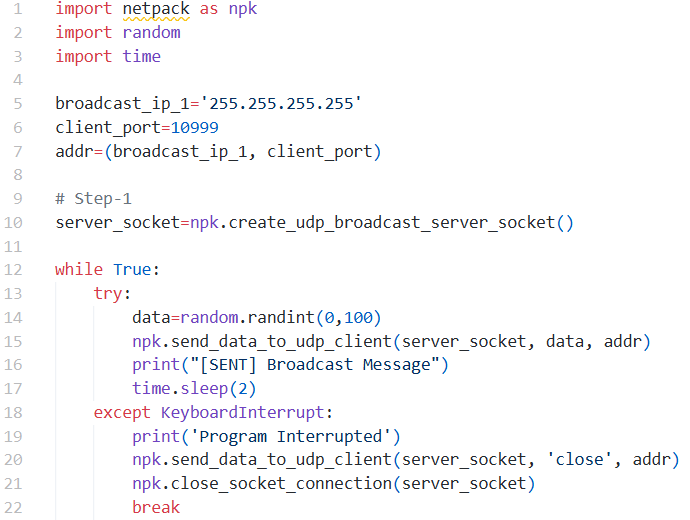 1 import netpack as npk
2 import random
3 import time
4
5 broadcast_ip_1='255.255.255.255'
6 client_port=10999
7 addr=(broadcast_ip_1, client_port)
8
9 # Step-1
10 server_socket=npk.create_udp_broadcast_server_socket()
11
12 while True:
13     try:
14         data=random.randint(0,100)
15         npk.send_data_to_udp_client(server_socket, data, addr)
16         print("[SENT] Broadcast Message")
17         time.sleep(2)
18     except KeyboardInterrupt:
19         print('Program Interrupted')
20         npk.send_data_to_udp_client(server_socket, 'close', addr)
21         npk.close_socket_connection(server_socket)
22         break